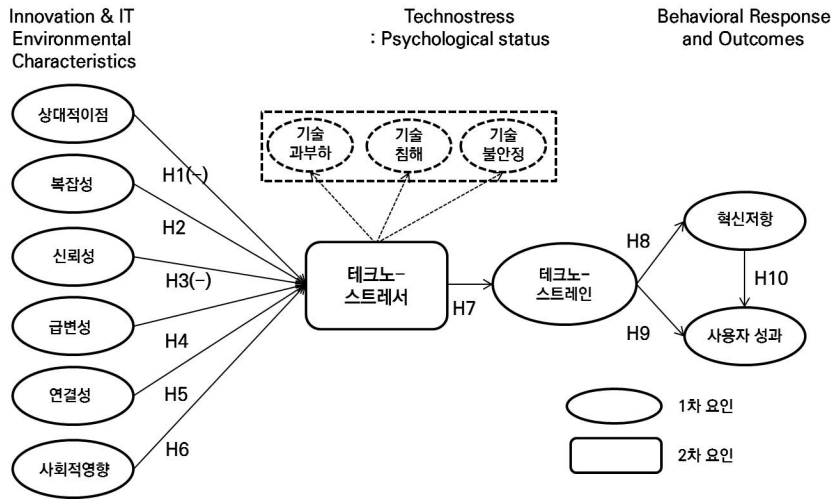 Innovation & IT
Environmental
Characteristics
Technostress
: Psychological status
Behavioral Response
and Outcomes
상대적이점
복잡성
신뢰성
급변성
연결성
사회적영향
H1(-)
H2
H3(-)
H4
H5
H6
기술
과부하
기술
침해
기술
불안정
테크노-
스트레서
H7
테크노-
스트레인
H8
H9
혁신저항
H10
사용자 성과
1차 요인
2차 요인